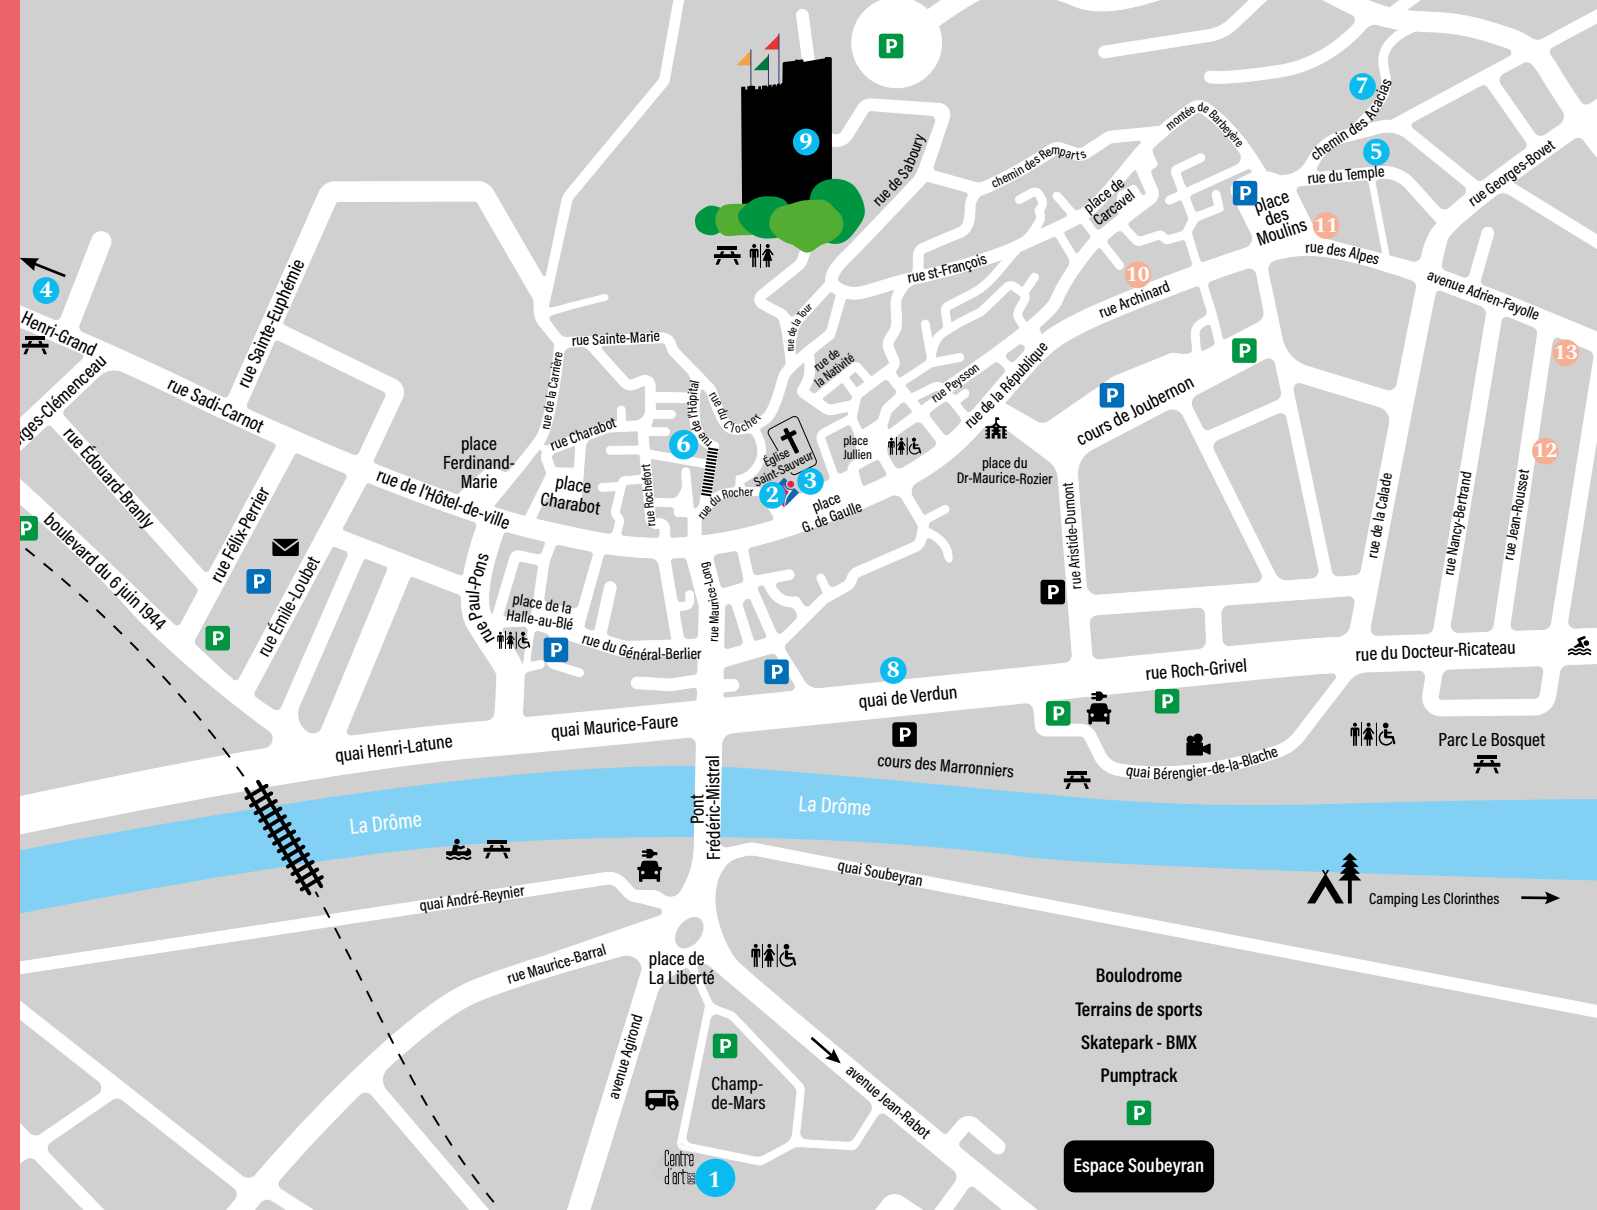 P
9
7
chemin des Acacias
montée de Barbeyère
5
rue du Temple
rue Georges-Bovet
rue de Saboury
chemin des Remparts
place de
Carcavel
P
place
des
Moulins
11
rue des Alpes
avenue Adrien-Fayolle
rue st-François
10
rue Archinard
4
Henri-Grand
rue Sainte-Euphémie
rges-Clémenceau
rue Sadi-Carnot
rue Édouard-Branly
rue Sainte-Marie
rue de la Carrière
rue de la Tour
rue de
la Nativité
rue Peysson
rue de la République
P
P
cours de Joubernon
13
12
rue de l'Hôpital
rue du Clocher
6
rue Charabot
place
Ferdinand-
Marie
place
Charabot
rue Rochefort
Église
Saint-Sauveur
rue du Rocher
2
3
place
Jullien
place
G. de Gaulle
place du
Dr-Maurice-Rozier
rue de l'Hôtel-de-ville
rue Aristide-Dumont
rue de la Calade
rue Nancy-Bertrand
rue Jean-Rousset
P
boulevard du 6 juin 1944
rue Félix-Perrier
P
rue Émile-Loubet
P
rue Paul-Pons
place de la
Halle-au-Blé
P
rue du Général-Berlier
rue Maurice-Long
P
P
8
quai de Verdun
rue Roch-Grivel
rue du Docteur-Ricateau
quai Henri-Latune
quai Maurice-Faure
P
cours des Marronniers
P
P
quai Bérengier-de-la-Blache
Parc Le Bosquet
Pont
Frédéric-Mistral
La Drôme
La Drôme
quai Soubeyran
quai André-Reynier
Camping Les Clorinthes
rue Maurice-Barral
place de
La Liberté
avenue Agirond
P
Champ-
de-Mars
avenue Jean-Rabot
Centre
d'art
1
Boulodrome
Terrains de sports
Skatepark - BMX
Pumptrack
P
Espace Soubeyran